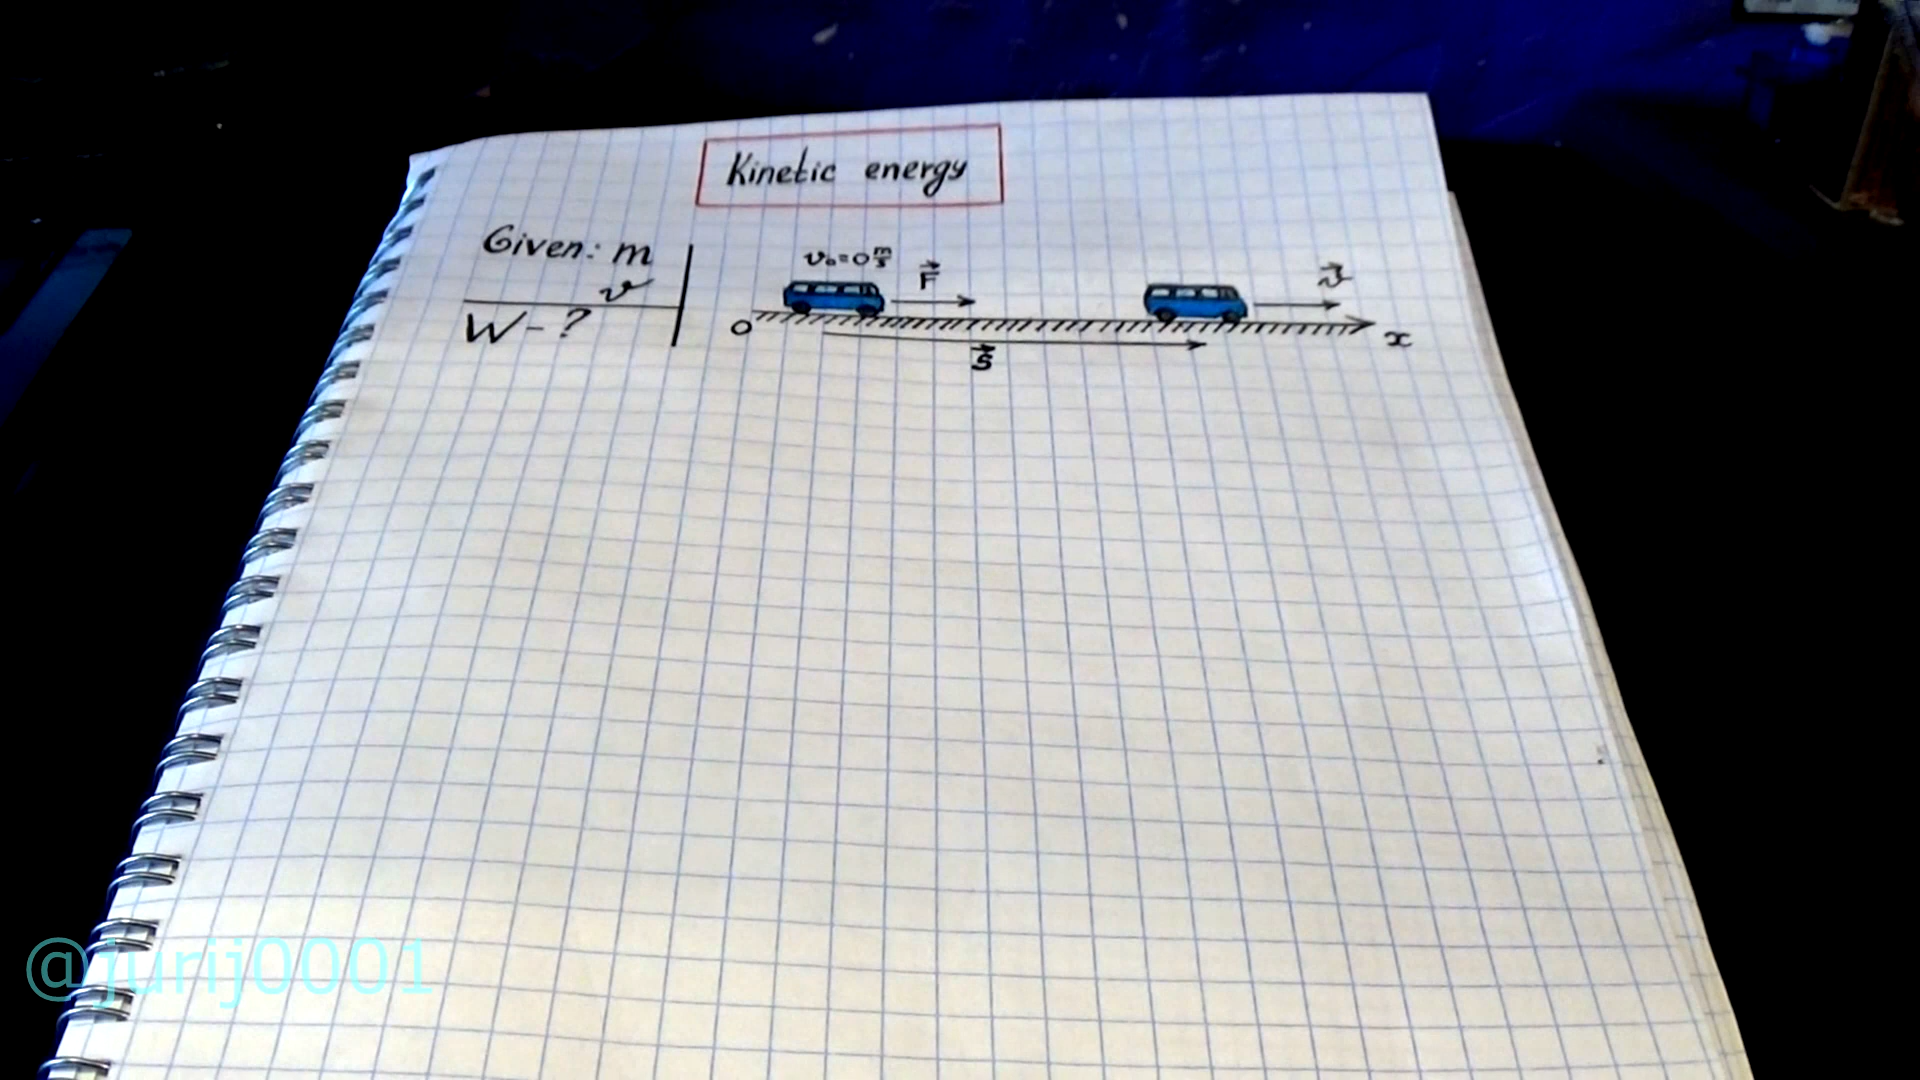 Kinetic energy
Given: m
v
W - ?
v₀ = 0 m/s
F⃗
v⃗
0
x
s⃗
@jurij0001